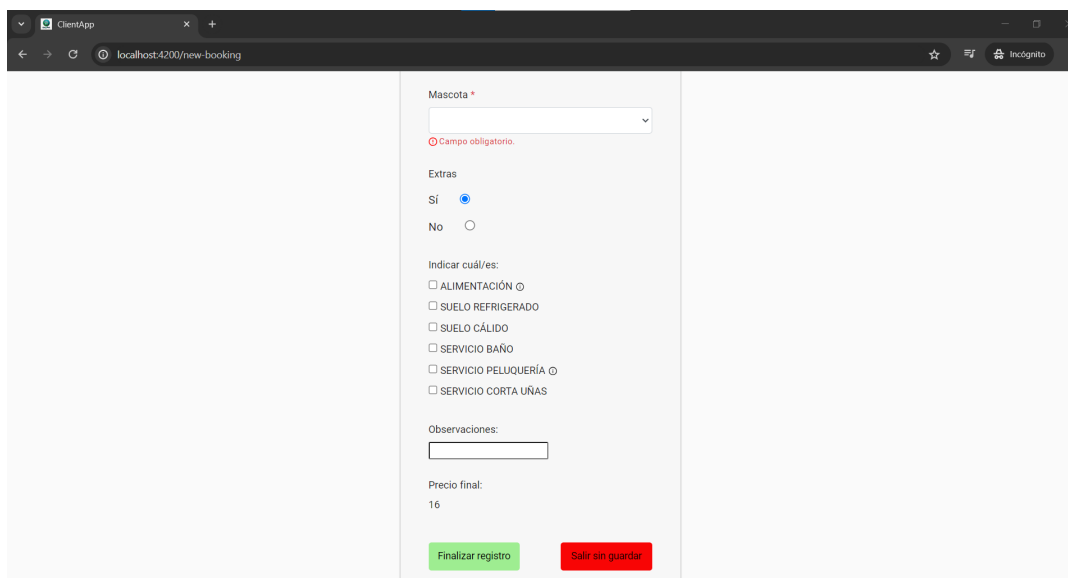 ClientApp
localhost:4200/new-booking
Incógnito
Mascota *
Campo obligatorio.
Extras
Sí
No
Indicar cuál/es:
ALIMENTACIÓN
SUELO REFRIGERADO
SUELO CÁLIDO
SERVICIO BAÑO
SERVICIO PELUQUERÍA
SERVICIO CORTA UÑAS
Observaciones:
Precio final:
16
Finalizar registro
Salir sin guardar